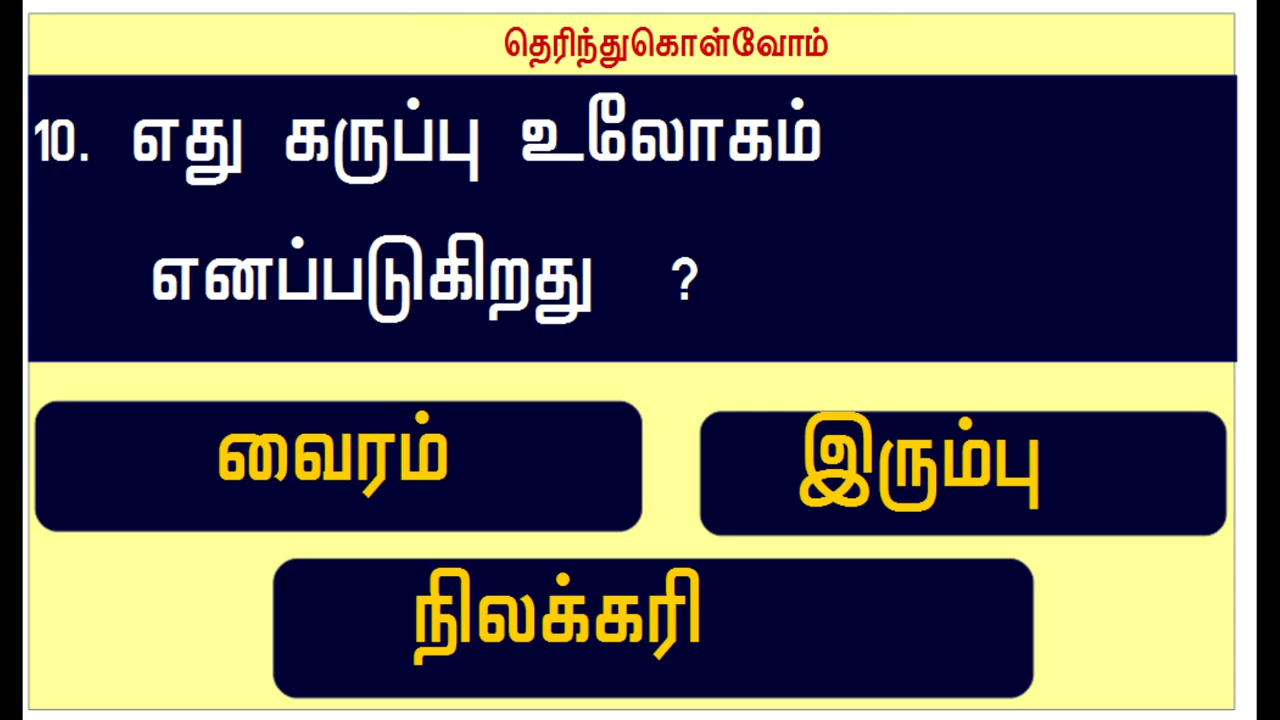 தெரிந்துகொள்வோம்
10. எது கருப்பு உலோகம்
எனப்படுகிறது ?
வைரம்
இரும்பு
நிலக்கரி